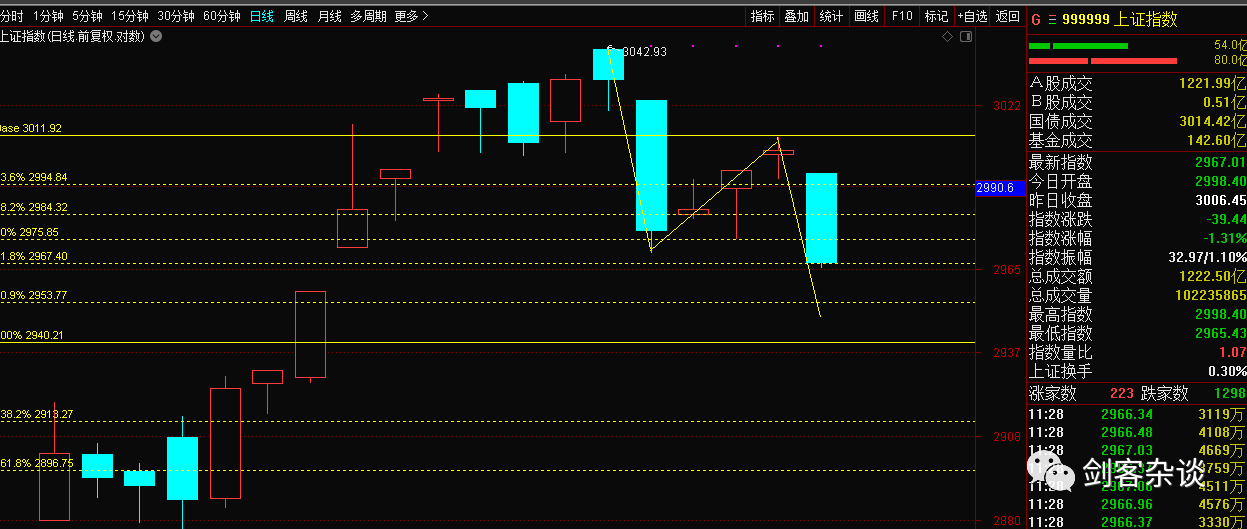 分时 1分钟 5分钟 15分钟 30分钟 60分钟 日线 周线 月线 多周期 更多 >
指标 叠加 统计 画线 F10 标记 +自选 返回
G 三 999999 上证指数
上证指数(日线.前复权.对数)
54.0亿
80.0亿
3042.93
Base 3011.92
3.6% 2994.84
8.2% 2984.32
0% 2975.85
1.8% 2967.40
0.9% 2953.77
00% 2940.21
38.2% 2913.27
61.8% 2896.75
3022
2990.6
2965
2937
2908
2880
A股成交 1221.99亿
B股成交 0.51亿
国债成交 3014.42亿
基金成交 142.60亿
最新指数 2967.01
今日开盘 2998.40
昨日收盘 3006.45
指数涨跌 -39.44
指数涨幅 -1.31%
指数振幅 32.97/1.10%
总成交额 1222.50亿
总成交量 102235865
最高指数 2998.40
最低指数 2965.43
指数量比 1.07
上证换手 0.30%
涨家数 223 跌家数 1298
11:28 2966.34 3119万
11:28 2966.48 4108万
11:28 2967.03 4669万
3759万
11:28 2967.06 4511万
11:28 2966.96 4576万
11:28 2966.37 3330万
剑客杂谈